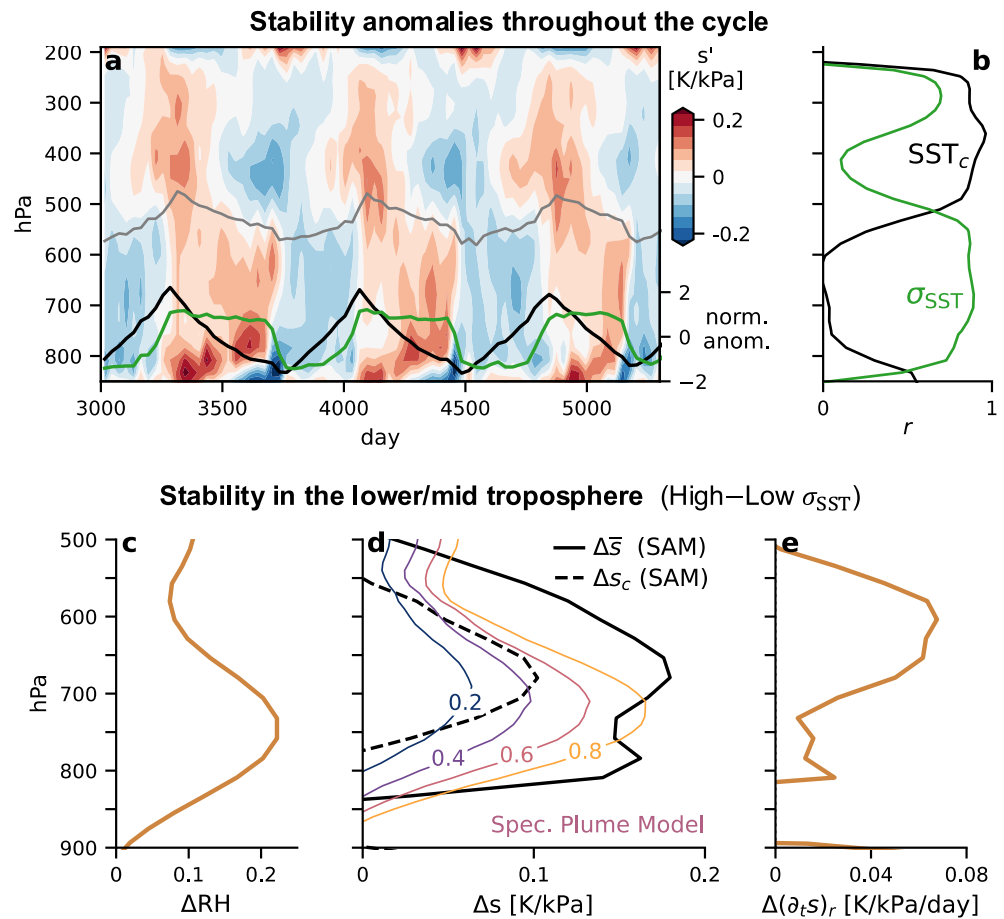 Stability anomalies throughout the cycle
a
s'
[K/kPa]
b
200
300
400
500
600
700
800
hPa
0.2
0
-0.2
2
0
−2
norm.
anom.
3000
3500
4000
4500
5000
day
SST_c
σ_SST
0
1
r
Stability in the lower/mid troposphere (High−Low σ_SST)
c
d
e
500
600
700
800
900
hPa
0
0.1
0.2
ΔRH
Δs̅ (SAM)
Δs_c (SAM)
0.2
0.4
0.6
0.8
Spec. Plume Model
0
0.1
0.2
Δs [K/kPa]
0.00
0.04
0.08
Δ(∂_t s)_r [K/kPa/day]